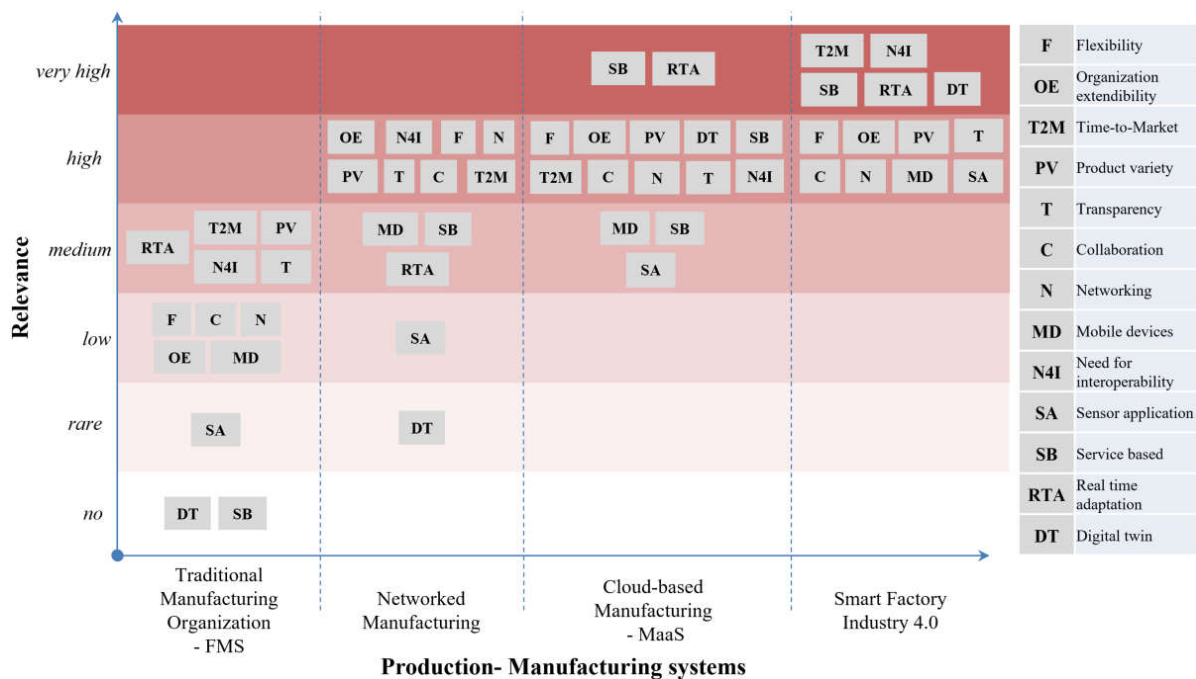 Relevance
very high
SB RTA
T2M N4I
SB RTA DT
high
OE N4I F N
PV T C T2M
F OE PV DT SB
T2M C N T N4I
F OE PV T
C N MD SA
medium
RTA
T2M PV
N4I T
MD SB
RTA
MD SB
SA
low
F C N
OE MD
SA
rare
SA
DT
no
DT SB
Traditional
Manufacturing
Organization
- FMS
Networked
Manufacturing
Cloud-based
Manufacturing
- MaaS
Smart Factory
Industry 4.0
Production- Manufacturing systems
F Flexibility
OE Organization
extendibility
T2M Time-to-Market
PV Product variety
T Transparency
C Collaboration
N Networking
MD Mobile devices
N4I Need for
interoperability
SA Sensor application
SB Service based
RTA Real time
adaptation
DT Digital twin